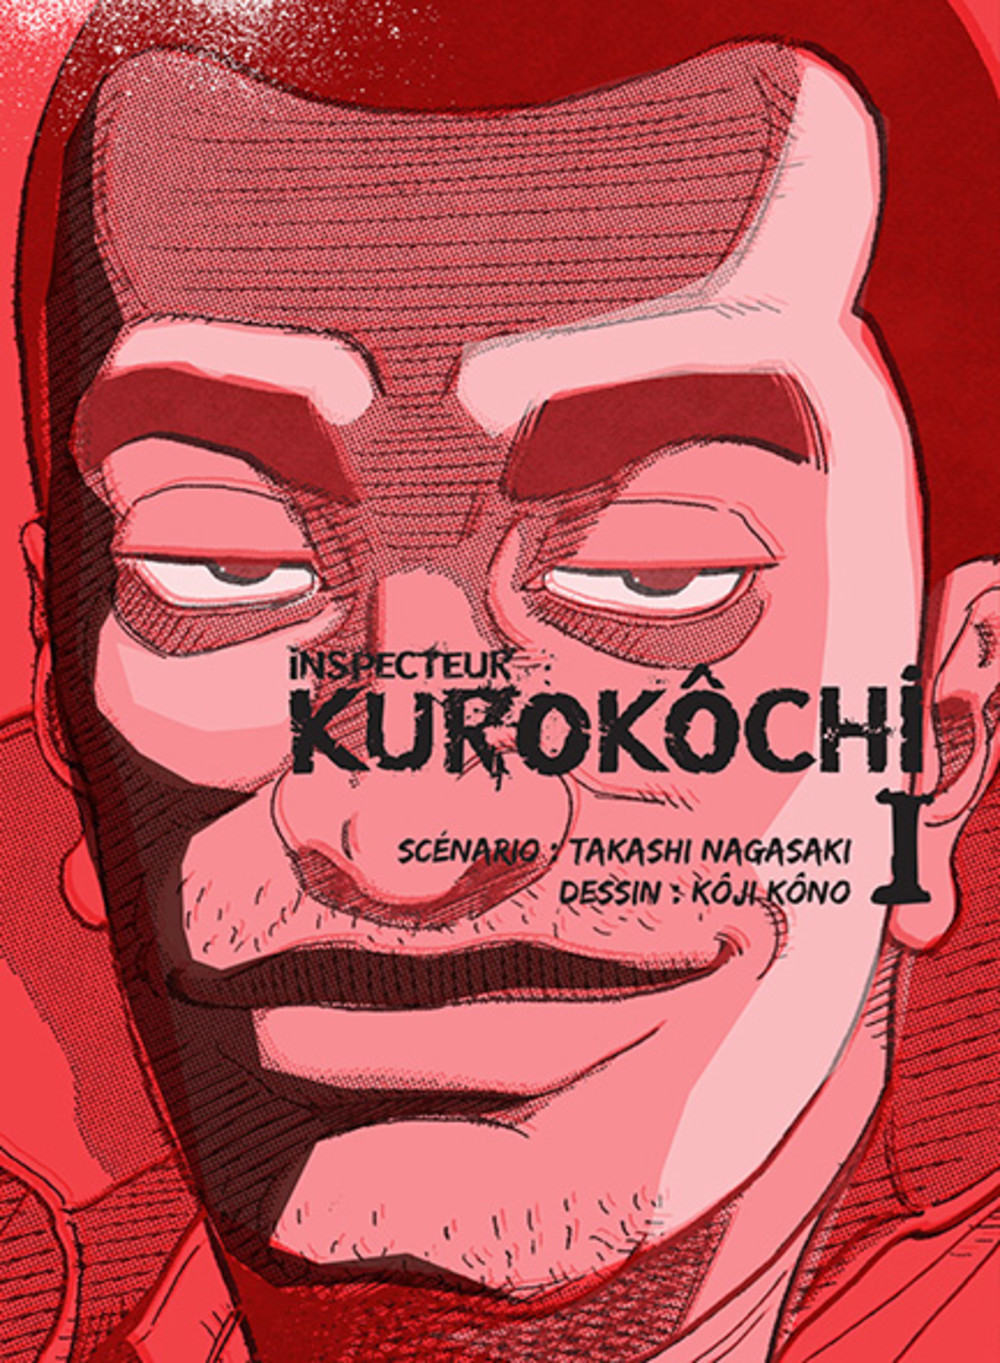 iNSPECTEUR
KUROKÔCHi
I
SCÉNARIO : TAKASHI NAGASAKI
DESSIN : KÔJI KÔNO